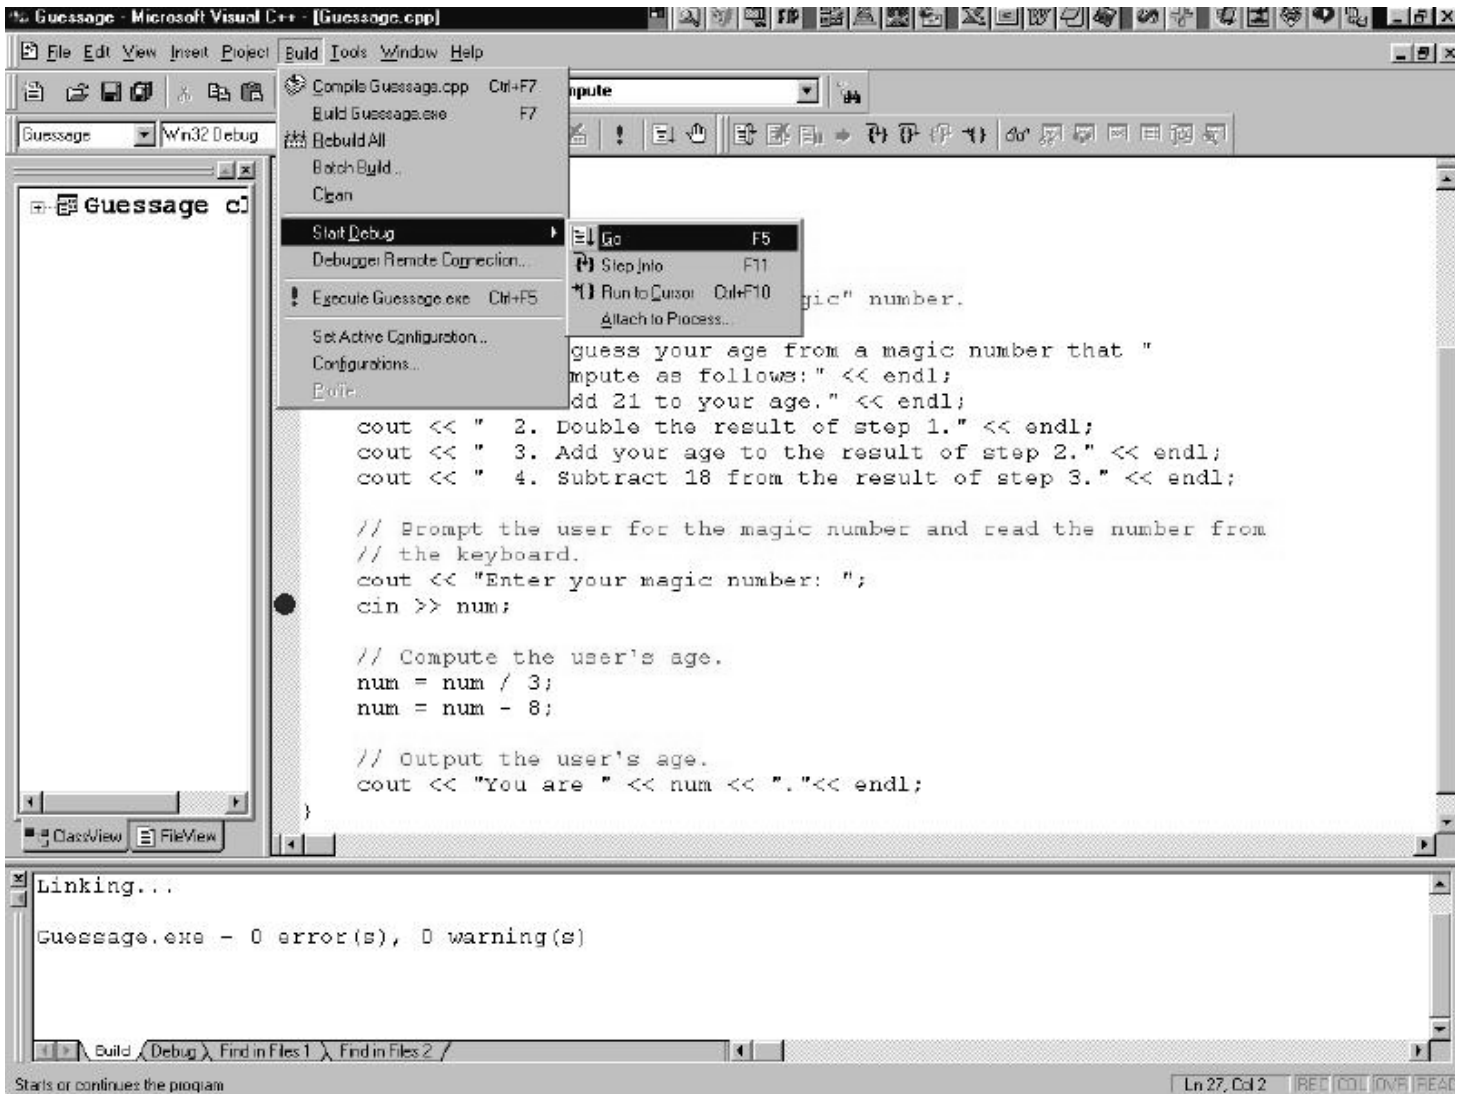 Guessage - Microsoft Visual C++ - [Guessage.cpp]
File Edit View Insert Project Build Tools Window Help
Compile Guessage.cpp Ctrl+F7
Build Guessage.exe F7
Rebuild All
Batch Build...
Clean
Start Debug
Debugger Remote Connection...
Execute Guessage.exe Ctrl+F5
Set Active Configuration...
Configurations...
Profile...
Go F5
Step Into F11
Run to Cursor Ctrl+F10
Attach to Process...
mpute
Guessage Win32 Debug
Guessage cl
gic" number.
guess your age from a magic number that "
mpute as follows:" << endl;
dd 21 to your age." << endl;
cout << "  2. Double the result of step 1." << endl;
cout << "  3. Add your age to the result of step 2." << endl;
cout << "  4. Subtract 18 from the result of step 3." << endl;
// Prompt the user for the magic number and read the number from
// the keyboard.
cout << "Enter your magic number: ";
cin >> num;
// Compute the user's age.
num = num / 3;
num = num - 8;
// Output the user's age.
cout << "You are " << num << "."<< endl;
}
ClassView FileView
Linking...
Guessage.exe - 0 error(s), 0 warning(s)
Build Debug Find in Files 1 Find in Files 2
Starts or continues the program
Ln 27, Col 2 REC COL OVR READ